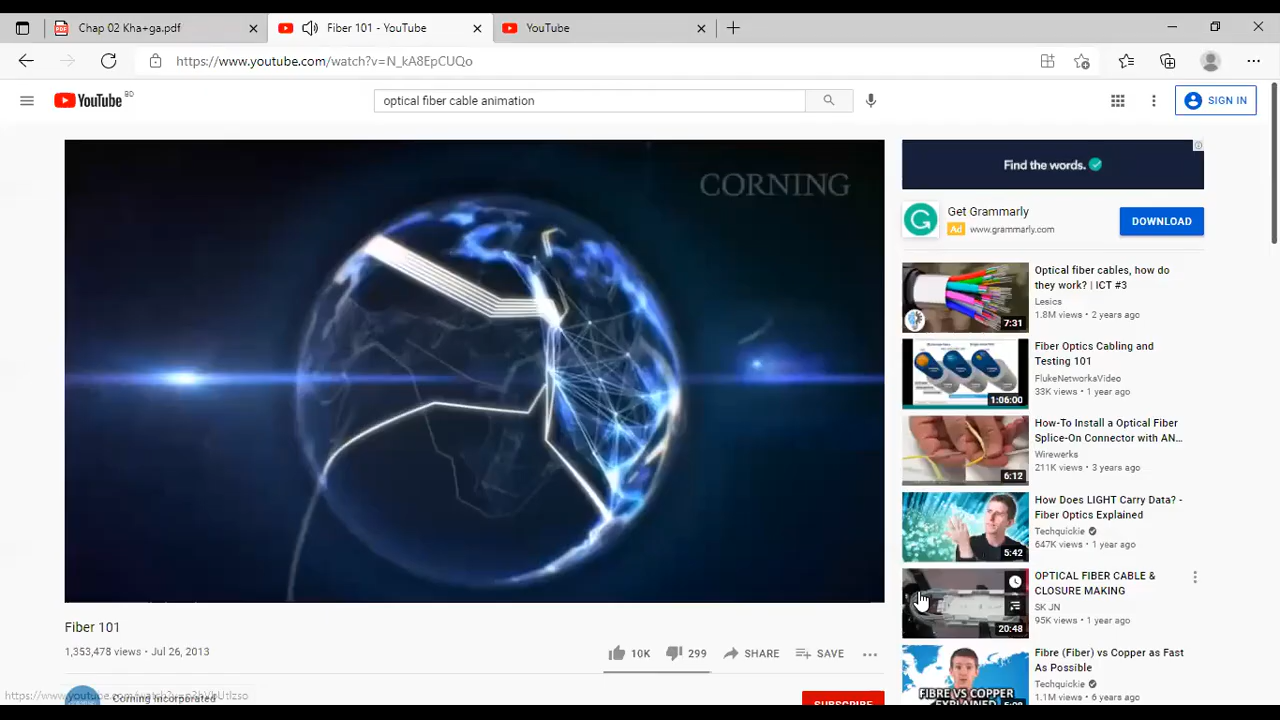 Chap 02 Kha+ga.pdf
Fiber 101 - YouTube
YouTube
https://www.youtube.com/watch?v=N_kA8EpCUQo
YouTube BD
optical fiber cable animation
SIGN IN
CORNING
Find the words.
Get Grammarly
Ad www.grammarly.com
DOWNLOAD
Optical fiber cables, how do
they work? | ICT #3
Lesics
1.8M views • 2 years ago
7:31
Fiber Optics Cabling and
Testing 101
FlukeNetworksVideo
33K views • 1 year ago
1:06:00
How-To Install a Optical Fiber
Splice-On Connector with AN...
Wirewerks
211K views • 3 years ago
6:12
How Does LIGHT Carry Data? -
Fiber Optics Explained
Techquickie
647K views • 1 year ago
5:42
OPTICAL FIBER CABLE &
CLOSURE MAKING
SK JN
95K views • 1 year ago
20:48
Fibre (Fiber) vs Copper as Fast
As Possible
Techquickie
1.1M views • 6 years ago
FIBRE VS COPPER
EXPLAINED
Fiber 101
1,353,478 views • Jul 26, 2013
10K
299
SHARE
SAVE
Corning Incorporated
SUBSCRIBE